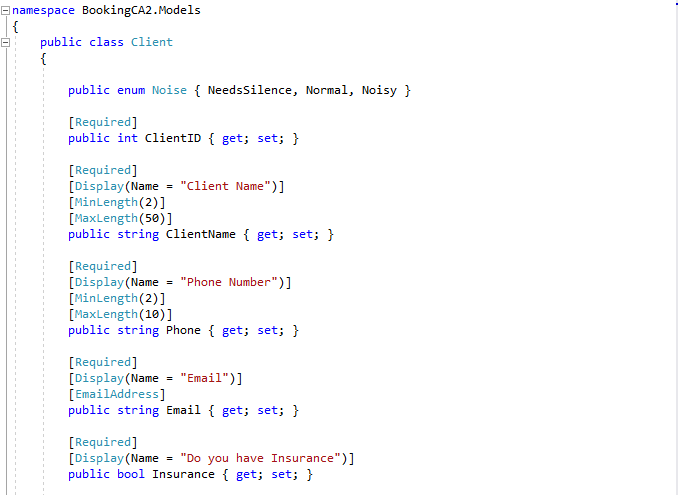 namespace BookingCA2.Models
{
public class Client
{
public enum Noise { NeedsSilence, Normal, Noisy }
[Required]
public int ClientID { get; set; }
[Required]
[Display(Name = "Client Name")]
[MinLength(2)]
[MaxLength(50)]
public string ClientName { get; set; }
[Required]
[Display(Name = "Phone Number")]
[MinLength(2)]
[MaxLength(10)]
public string Phone { get; set; }
[Required]
[Display(Name = "Email")]
[EmailAddress]
public string Email { get; set; }
[Required]
[Display(Name = "Do you have Insurance")]
public bool Insurance { get; set; }